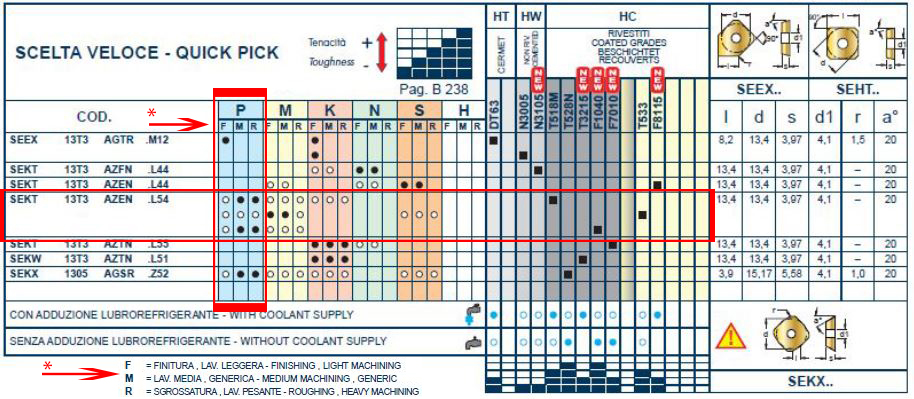 HT HW HC
SCELTA VELOCE - QUICK PICK
Tenacità +
Toughness -
Pag. B 238
CERMET
NON RIV.
CEMENTED
RIVESTITI
COATED GRADES
BESCHICHTET
RECOUVERTS
NEW NEW NEW NEW NEW
DT63 N3005 N3105 T518M T528N T3215 F1040 F7010 T533 F8115
d 90° a° d1 l s
90° l a° d d1 r s
SEEX.. SEHT..
COD. * P M K N S H
F M R F M R F M R F M R F M R F M R
l d s d1 r a°
SEEX 13T3 AGTR .M12 8,2 13,4 3,97 4,1 1,5 20
SEKT 13T3 AZFN .L44 13,4 13,4 3,97 4,1 – 20
SEKT 13T3 AZEN .L44 13,4 13,4 3,97 4,1 – 20
SEKT 13T3 AZEN .L54 13,4 13,4 3,97 4,1 – 20
SEKT 13T3 AZTN .L55 13,4 13,4 3,97 4,1 – 20
SEKW 13T3 AZTN .L51 13,4 13,4 3,97 4,1 – 20
SEKX 1305 AGSR .Z52 3,9 15,17 5,58 4,1 1,0 20
CON ADDUZIONE LUBROREFRIGERANTE - WITH COOLANT SUPPLY
SENZA ADDUZIONE LUBROREFRIGERANTE - WITHOUT COOLANT SUPPLY
r a° d d1 l s
SEKX..
* F = FINITURA , LAV. LEGGERA - FINISHING , LIGHT MACHINING
M = LAV. MEDIA , GENERICA - MEDIUM MACHINING , GENERIC
R = SGROSSATURA , LAV. PESANTE - ROUGHING , HEAVY MACHINING